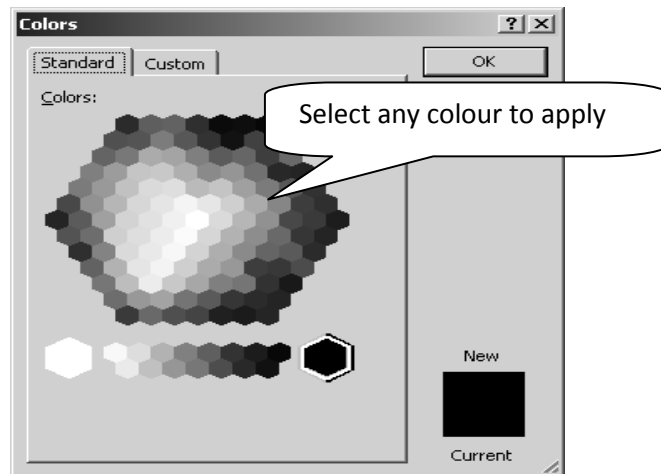 Colors
Standard
Custom
OK
Colors:
Select any colour to apply
New
Current